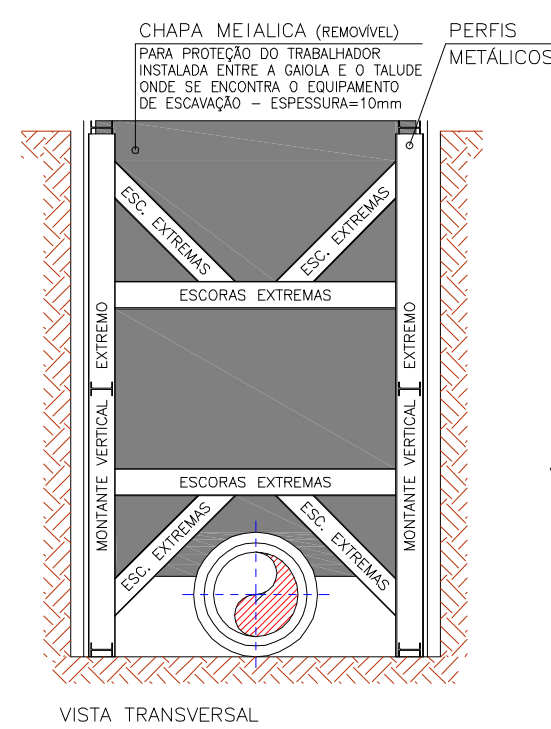 CHAPA MEIALICA (REMOVÍVEL)
PARA PROTEÇÃO DO TRABALHADOR
INSTALADA ENTRE A GAIOLA E O TALUDE
ONDE SE ENCONTRA O EQUIPAMENTO
DE ESCAVAÇÃO – ESPESSURA=10mm
PERFIS
METÁLICOS
ESC. EXTREMAS
ESC. EXTREMAS
ESCORAS EXTREMAS
MONTANTE VERTICAL EXTREMO
MONTANTE VERTICAL EXTREMO
ESCORAS EXTREMAS
ESC. EXTREMAS
ESC. EXTREMAS
VISTA TRANSVERSAL